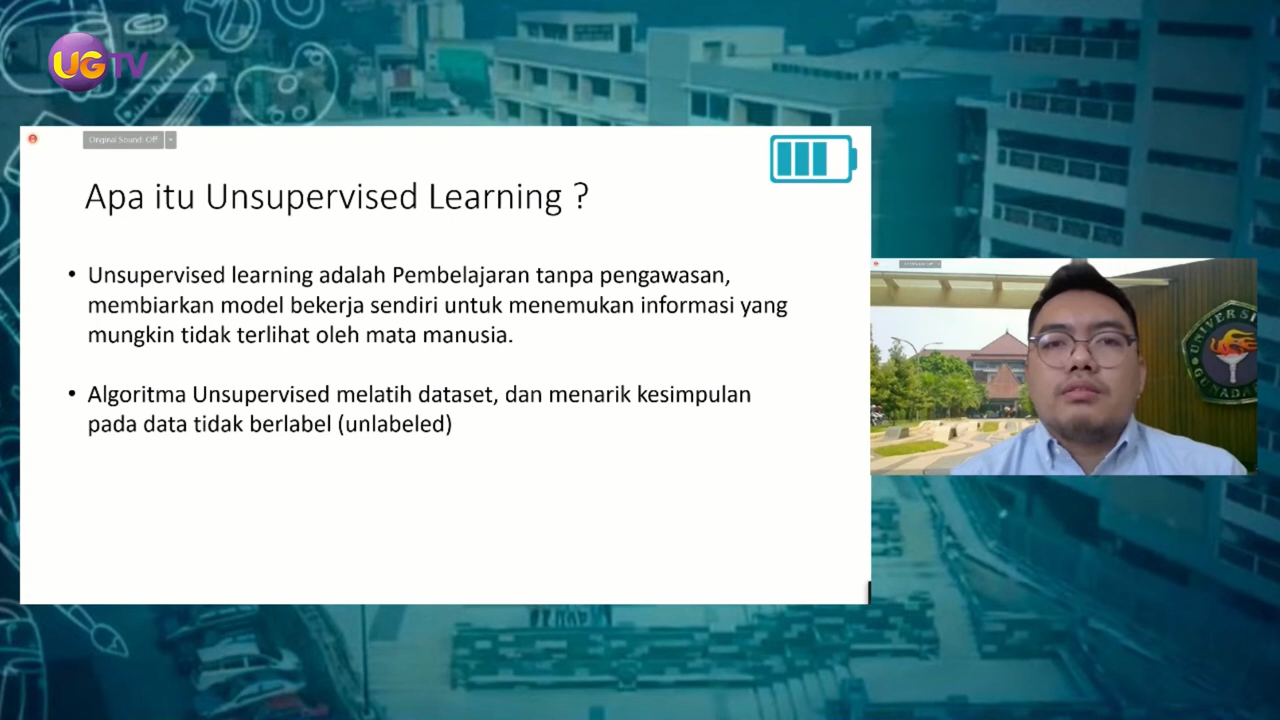 UGTV
Original Sound: Off
Apa itu Unsupervised Learning ?
• Unsupervised learning adalah Pembelajaran tanpa pengawasan,
membiarkan model bekerja sendiri untuk menemukan informasi yang
mungkin tidak terlihat oleh mata manusia.
• Algoritma Unsupervised melatih dataset, dan menarik kesimpulan
pada data tidak berlabel (unlabeled)
UNIVERSI
GUNADA